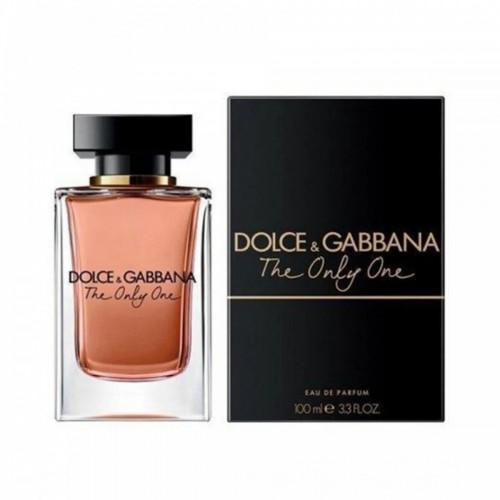 DOLCE & GABBANA
The Only One
DOLCE & GABBANA
The Only One
EAU DE PARFUM
100 ml e 3.3 FL.OZ.